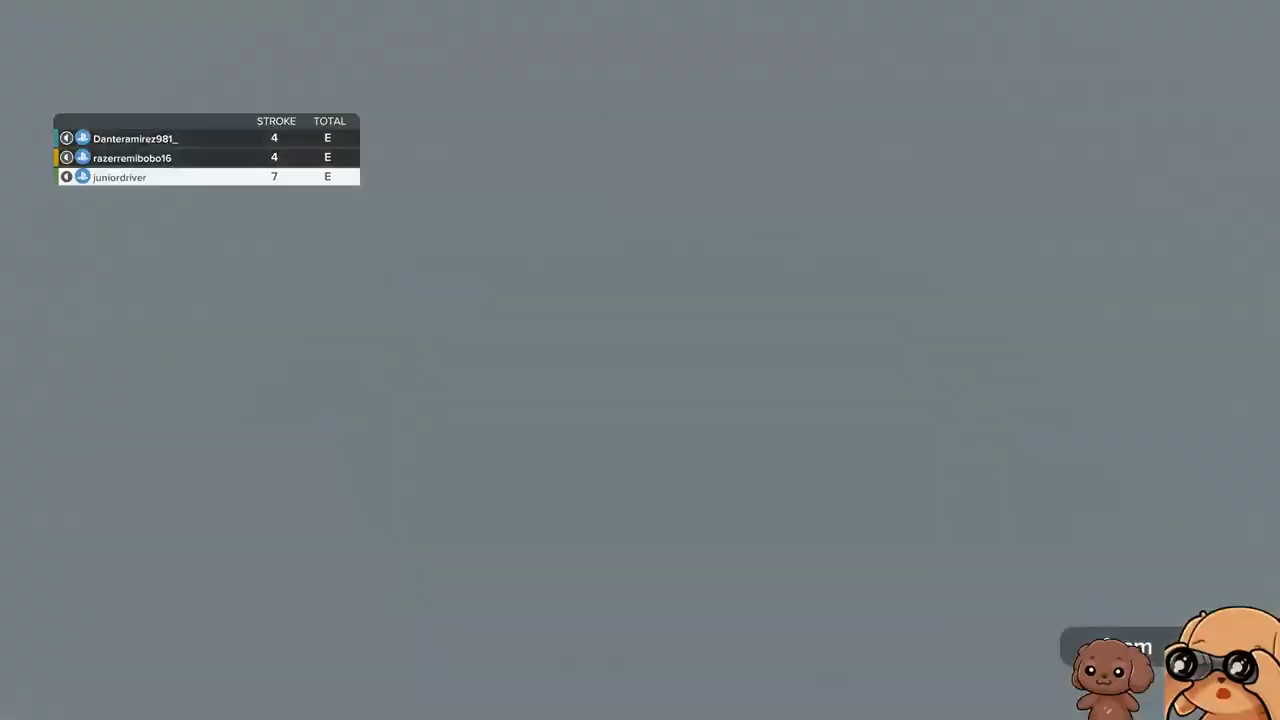 STROKE TOTAL
Danteramirez981_ 4 E
razerremibobo16 4 E
juniordriver 7 E